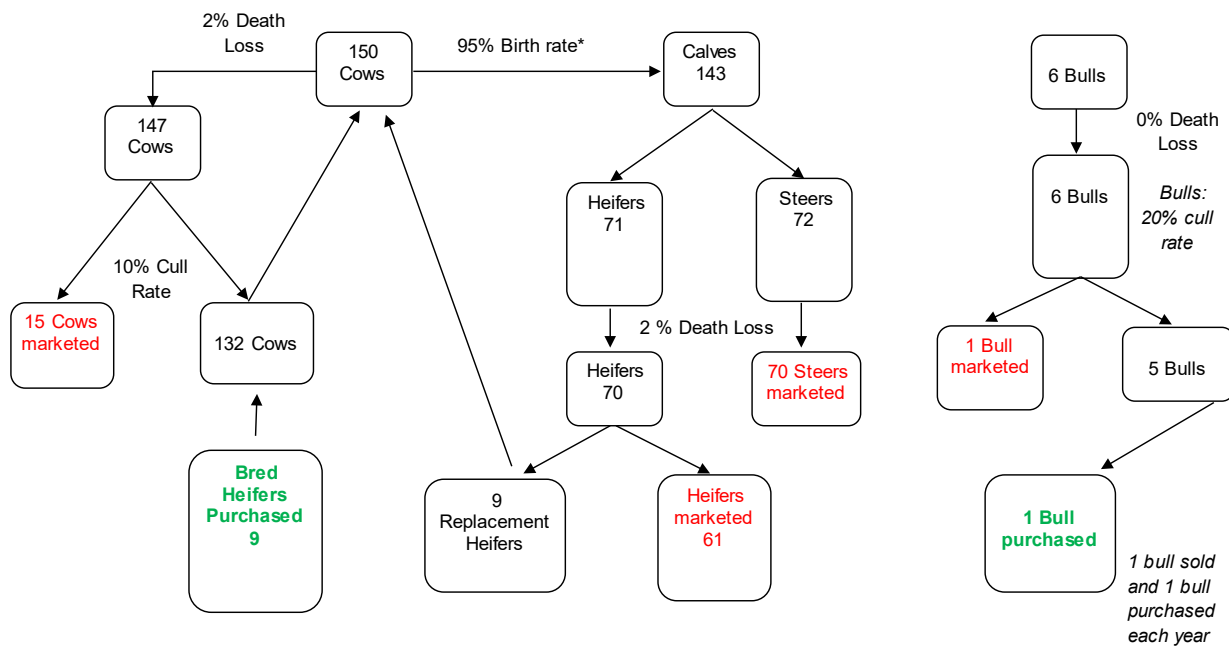 2% Death
Loss
150
Cows
95% Birth rate*
Calves
143
147
Cows
10% Cull
Rate
15 Cows
marketed
132 Cows
Bred
Heifers
Purchased
9
Heifers
71
Steers
72
2 % Death Loss
Heifers
70
70 Steers
marketed
9
Replacement
Heifers
Heifers
marketed
61
6 Bulls
0% Death
Loss
6 Bulls
Bulls:
20% cull
rate
1 Bull
marketed
5 Bulls
1 Bull
purchased
1 bull sold
and 1 bull
purchased
each year